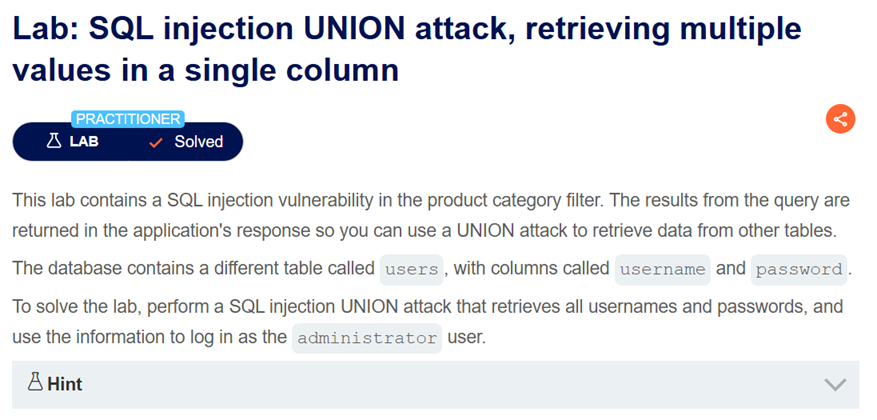 Lab: SQL injection UNION attack, retrieving multiple
values in a single column
PRACTITIONER
LAB Solved
This lab contains a SQL injection vulnerability in the product category filter. The results from the query are
returned in the application's response so you can use a UNION attack to retrieve data from other tables.
The database contains a different table called users, with columns called username and password.
To solve the lab, perform a SQL injection UNION attack that retrieves all usernames and passwords, and
use the information to log in as the administrator user.
Hint